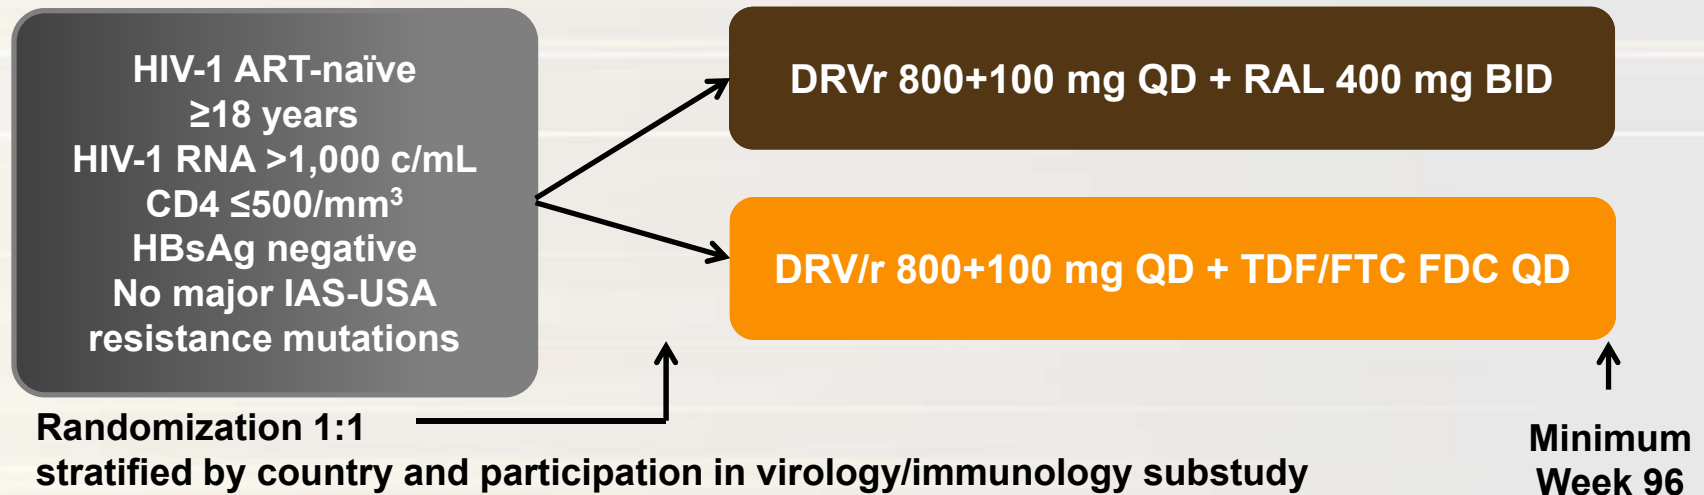 HIV-1 ART-naïve
≥18 years
HIV-1 RNA >1,000 c/mL
CD4 ≤500/mm³
HBsAg negative
No major IAS-USA
resistance mutations
DRVr 800+100 mg QD + RAL 400 mg BID
DRV/r 800+100 mg QD + TDF/FTC FDC QD
Randomization 1:1
stratified by country and participation in virology/immunology substudy
Minimum
Week 96